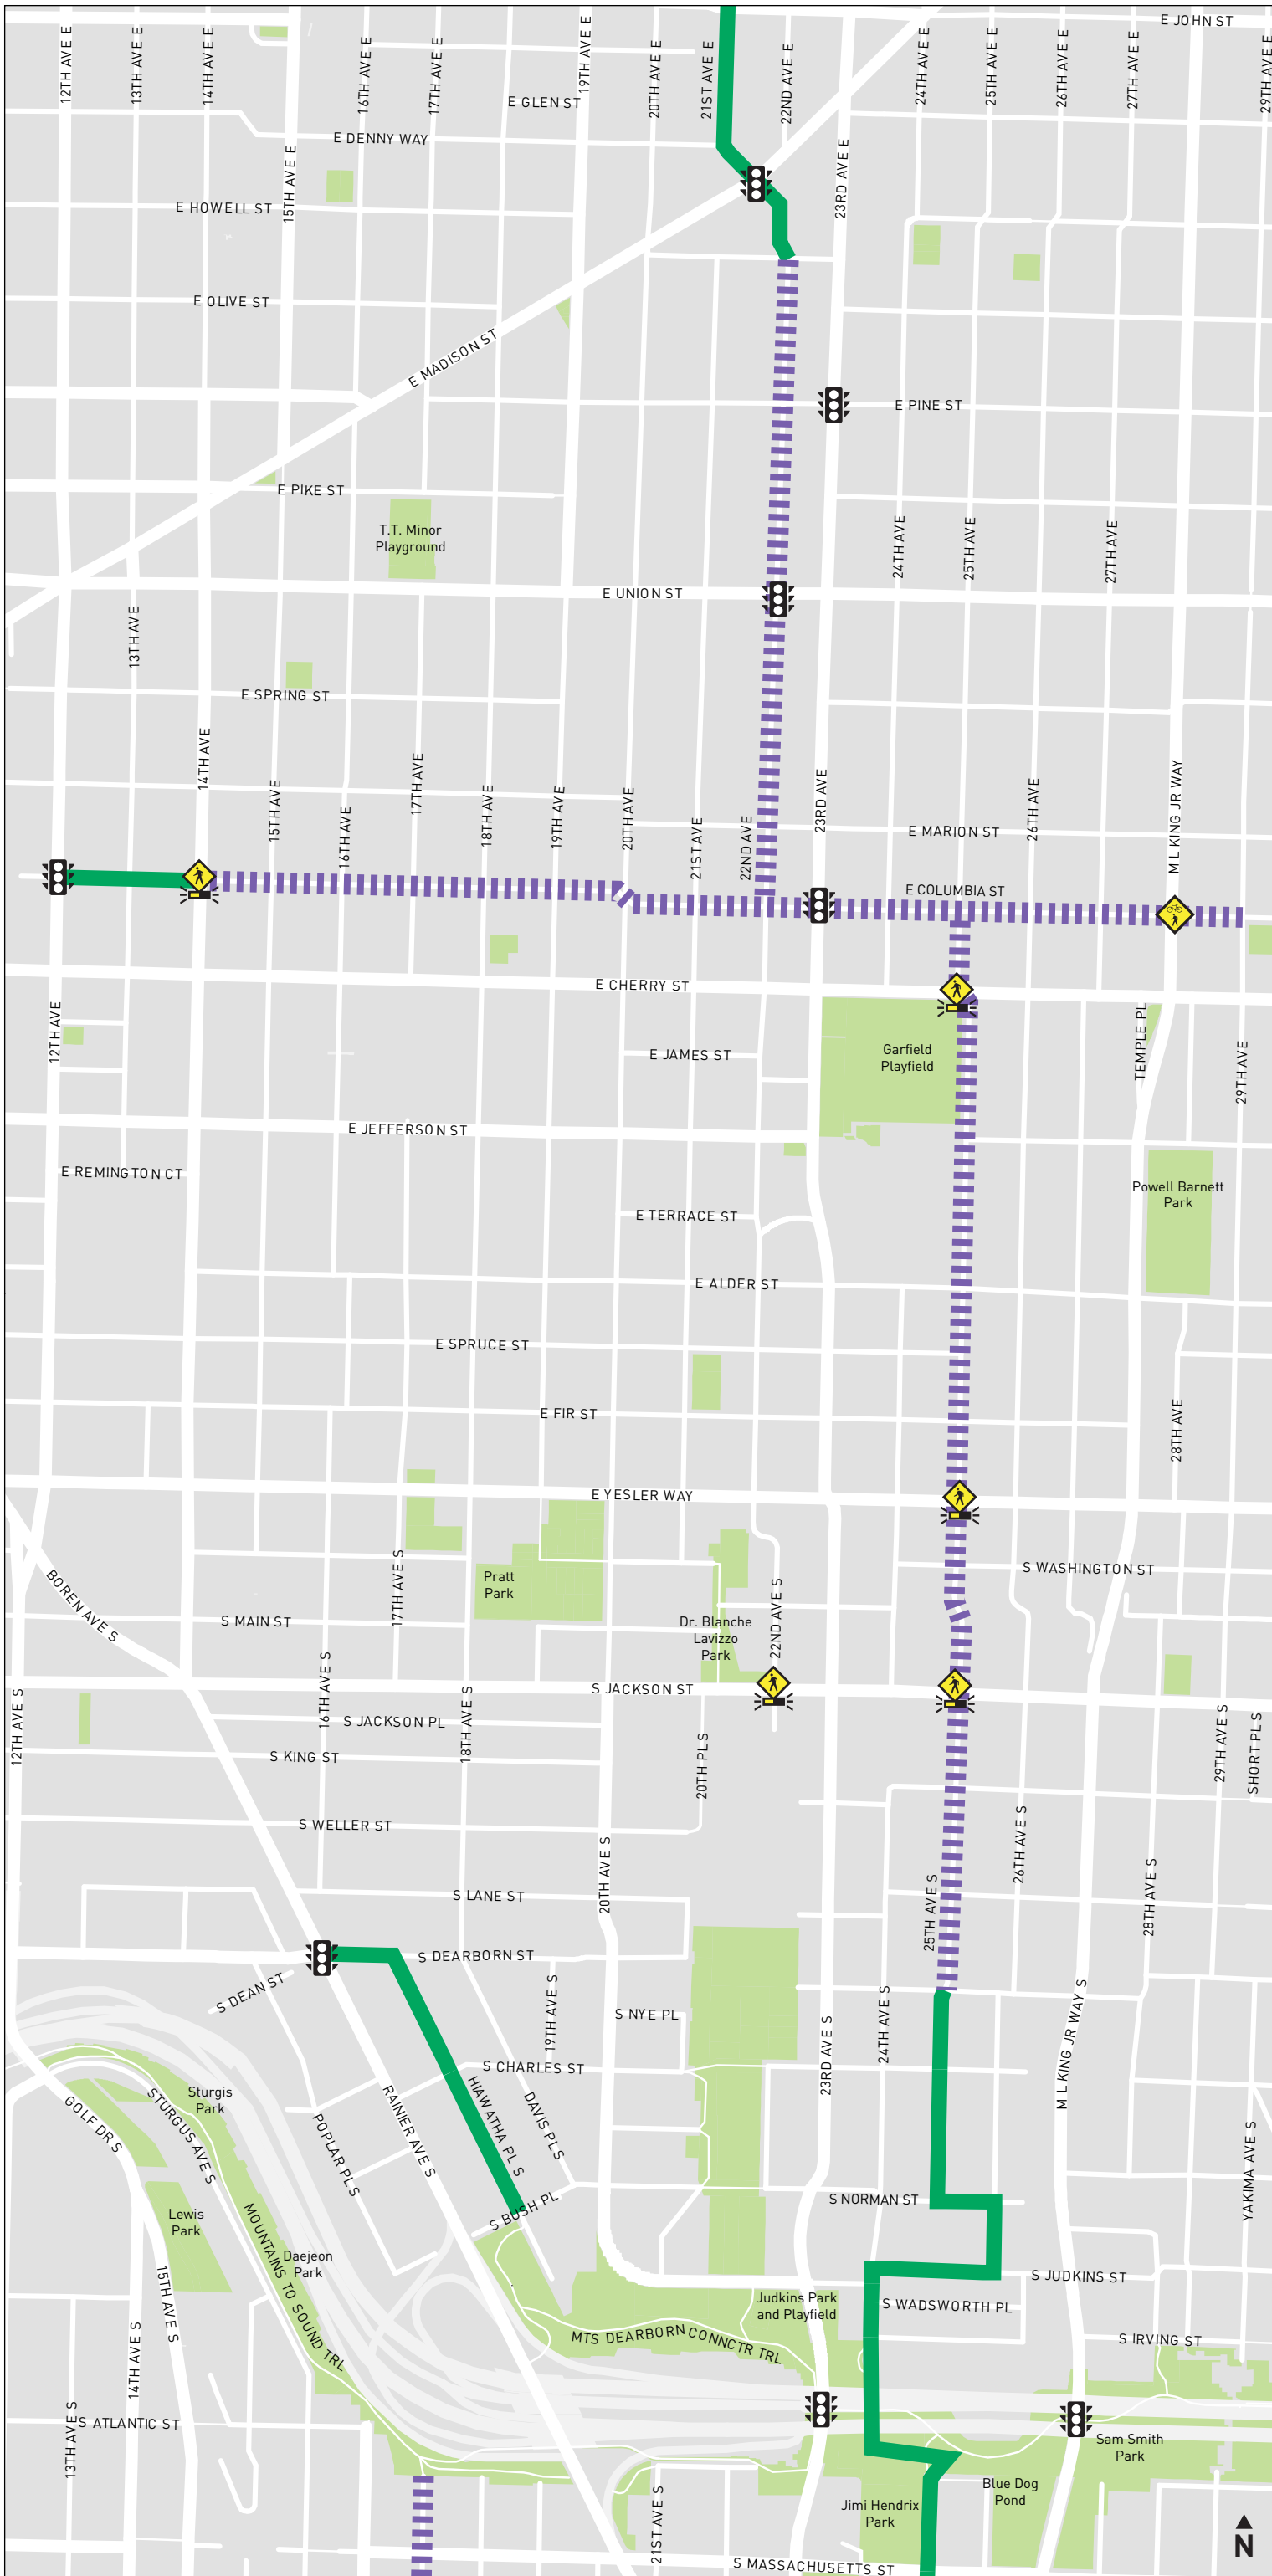 E JOHN ST
12TH AVE E
13TH AVE E
14TH AVE E
16TH AVE E
17TH AVE E
19TH AVE E
20TH AVE E
21ST AVE E
22ND AVE E
24TH AVE E
25TH AVE E
26TH AVE E
27TH AVE E
29TH AVE E
E GLEN ST
E DENNY WAY
15TH AVE E
23RD AVE E
E HOWELL ST
E OLIVE ST
E MADISON ST
E PINE ST
E PIKE ST
T.T. Minor
Playground
24TH AVE
25TH AVE
27TH AVE
E UNION ST
13TH AVE
E SPRING ST
14TH AVE
15TH AVE
16TH AVE
17TH AVE
18TH AVE
19TH AVE
20TH AVE
21ST AVE
22ND AVE
23RD AVE
26TH AVE
M L KING JR WAY
E MARION ST
E COLUMBIA ST
E CHERRY ST
12TH AVE
E JAMES ST
Garfield
Playfield
TEMPLE PL
29TH AVE
E JEFFERSON ST
E REMINGTON CT
Powell Barnett
Park
E TERRACE ST
E ALDER ST
E SPRUCE ST
E FIR ST
28TH AVE
E YESLER WAY
S WASHINGTON ST
BOREN AVE S
17TH AVE S
Pratt
Park
S MAIN ST
Dr. Blanche
Lavizzo
Park
22ND AVE S
S JACKSON ST
12TH AVE S
16TH AVE S
18TH AVE S
S JACKSON PL
S KING ST
20TH PL S
29TH AVE S
SHORT PL S
S WELLER ST
20TH AVE S
26TH AVE S
28TH AVE S
25TH AVE S
S LANE ST
S DEARBORN ST
S DEAN ST
19TH AVE S
S NYE PL
24TH AVE S
23RD AVE S
M L KING JR WAY S
S CHARLES ST
GOLF DR S
STURGUS AVE S
Sturgis
Park
POPLAR PL S
RAINIER AVE S
HIAWATHA PL S
DAVIS PL S
YAKIMA AVE S
S NORMAN ST
S BUSH PL
Lewis
Park
MOUNTAINS TO SOUND TRL
Daejeon
Park
15TH AVE S
S JUDKINS ST
Judkins Park
and Playfield
S WADSWORTH PL
14TH AVE S
MTS DEARBORN CONNCTR TRL
S IRVING ST
13TH AVE S
S ATLANTIC ST
Sam Smith
Park
21ST AVE S
Jimi Hendrix
Park
Blue Dog
Pond
N
S MASSACHUSETTS ST